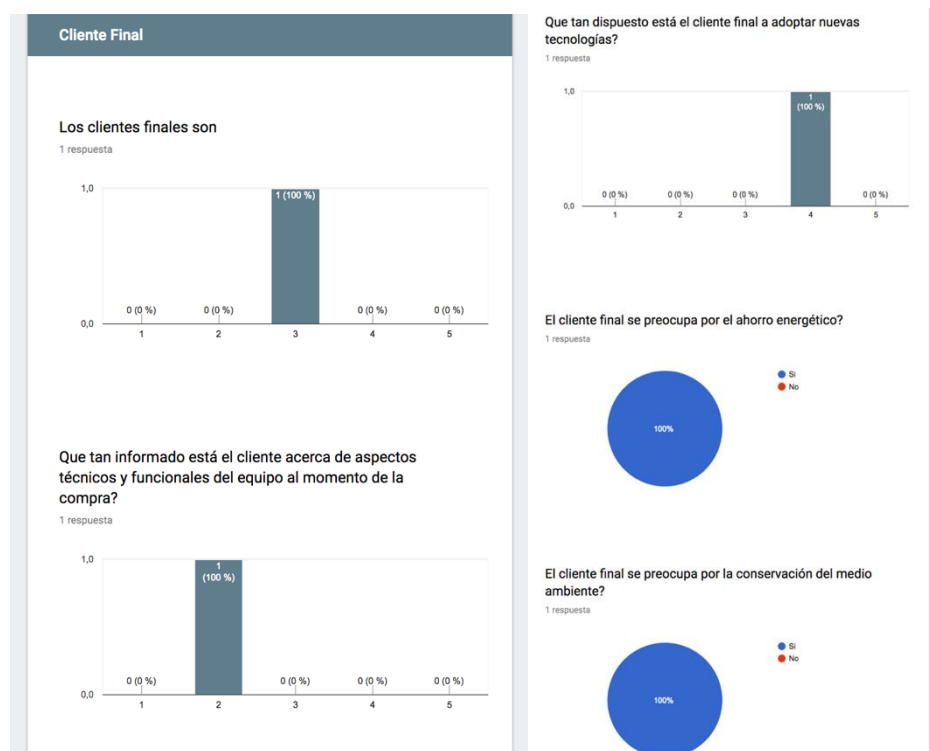 Cliente Final
Los clientes finales son
1 respuesta
1,0
1 (100 %)
0 (0 %)
0 (0 %)
0 (0 %)
0 (0 %)
0,0
1
2
3
4
5
Que tan informado está el cliente acerca de aspectos
técnicos y funcionales del equipo al momento de la
compra?
1 respuesta
1,0
1
(100 %)
0 (0 %)
0 (0 %)
0 (0 %)
0 (0 %)
0,0
1
2
3
4
5
Que tan dispuesto está el cliente final a adoptar nuevas
tecnologías?
1 respuesta
1,0
1
(100 %)
0 (0 %)
0 (0 %)
0 (0 %)
0 (0 %)
0,0
1
2
3
4
5
El cliente final se preocupa por el ahorro energético?
1 respuesta
Si
No
100%
El cliente final se preocupa por la conservación del medio
ambiente?
1 respuesta
Si
No
100%